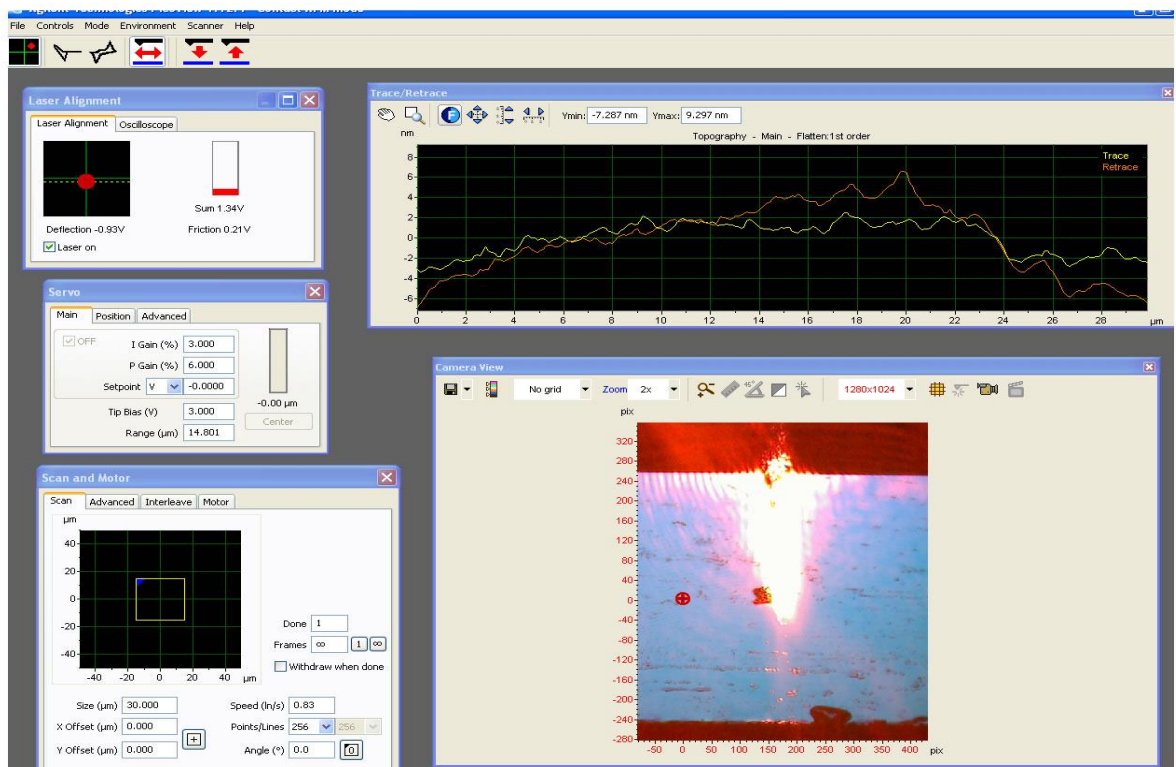 File Controls Mode Environment Scanner Help
Laser Alignment
Laser Alignment Oscilloscope
Sum 1.34V
Deflection -0.93V Friction 0.21V
Laser on
Trace/Retrace
Ymin: -7.287 nm Ymax: 9.297 nm
nm Topography - Main - Flatten:1st order
Trace
Retrace
8
6
4
2
0
-2
-4
-6
0 2 4 6 8 10 12 14 16 18 20 22 24 26 28 µm
Servo
Main Position Advanced
OFF I Gain (%) 3.000
P Gain (%) 6.000
Setpoint V -0.0000
-0.00 µm
Tip Bias (V) 3.000
Center
Range (µm) 14.801
Camera View
No grid Zoom 2x 45° 1280x1024
pix
360
320
280
240
200
160
120
80
40
0
-40
-80
-120
-160
-200
-240
-280
-50 0 50 100 150 200 250 300 350 400 pix
Scan and Motor
Scan Advanced Interleave Motor
µm
40
20
0
-20
-40
-40 -20 0 20 40 µm
Done 1
Frames ∞ 1 ∞
Withdraw when done
Size (µm) 30.000 Speed (ln/s) 0.83
X Offset (µm) 0.000 Points/Lines 256 256
Y Offset (µm) 0.000 Angle (°) 0.0 0